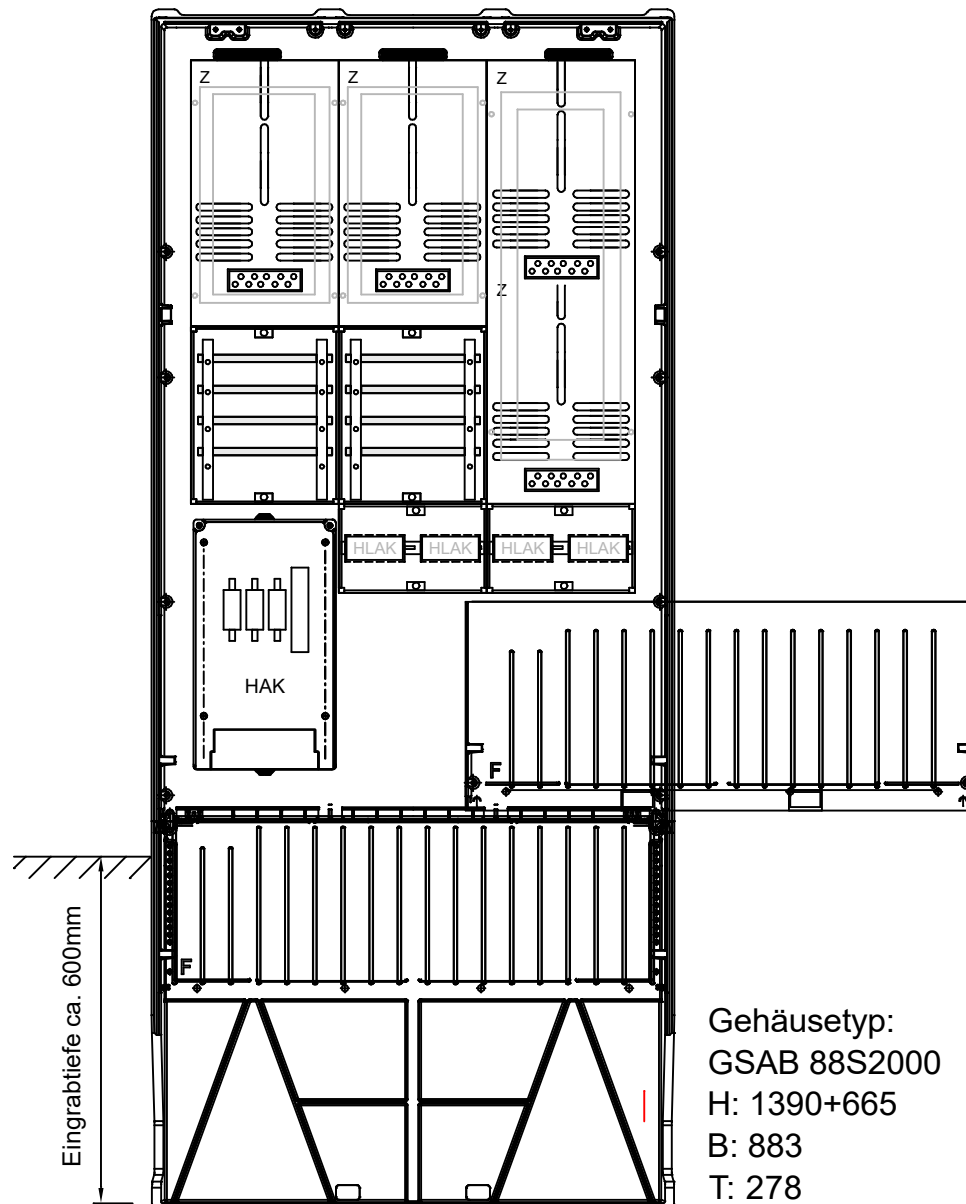 Z Z Z
Z
HLAK HLAK HLAK HLAK
HAK
F
F
Eingrabtiefe ca. 600mm
Gehäusetyp:
GSAB 88S2000
H: 1390+665
B: 883
T: 278